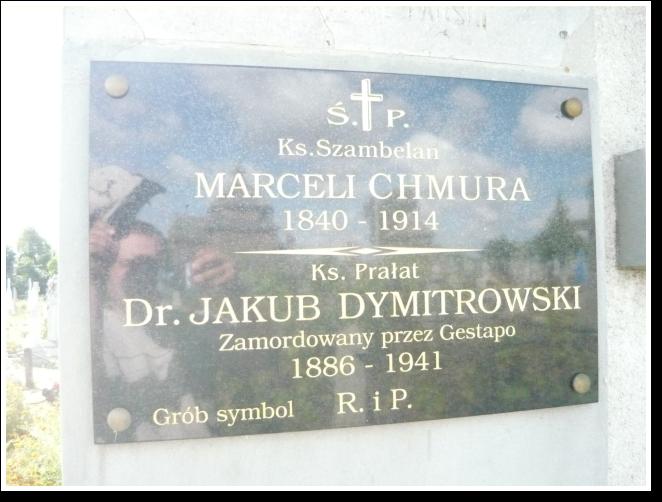 Ś. P.
Ks. Szambelan
MARCELI CHMURA
1840 - 1914
Ks. Prałat
Dr. JAKUB DYMITROWSKI
Zamordowany przez Gestapo
1886 - 1941
Grób symbol R. i P.